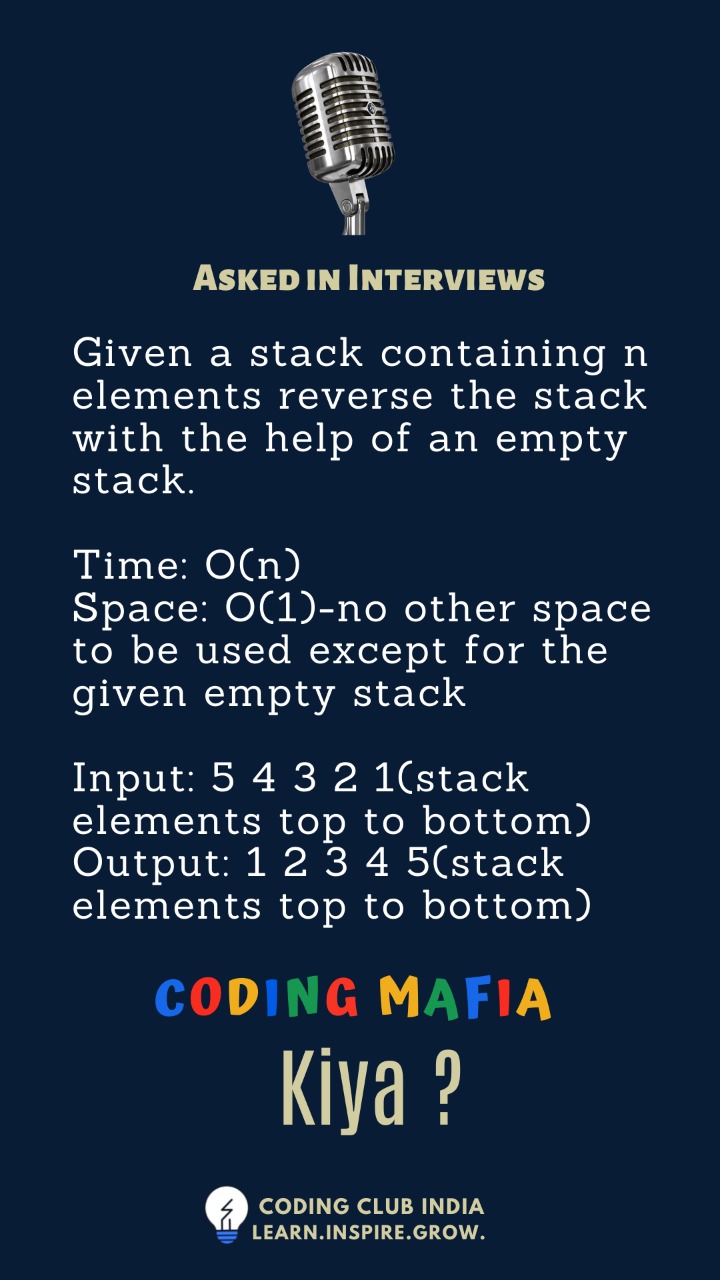 Asked in Interviews
Given a stack containing n
elements reverse the stack
with the help of an empty
stack.
Time: O(n)
Space: O(1)-no other space
to be used except for the
given empty stack
Input: 5 4 3 2 1(stack
elements top to bottom)
Output: 1 2 3 4 5(stack
elements top to bottom)
CODING MAFIA
Kiya ?
CODING CLUB INDIA
LEARN.INSPIRE.GROW.